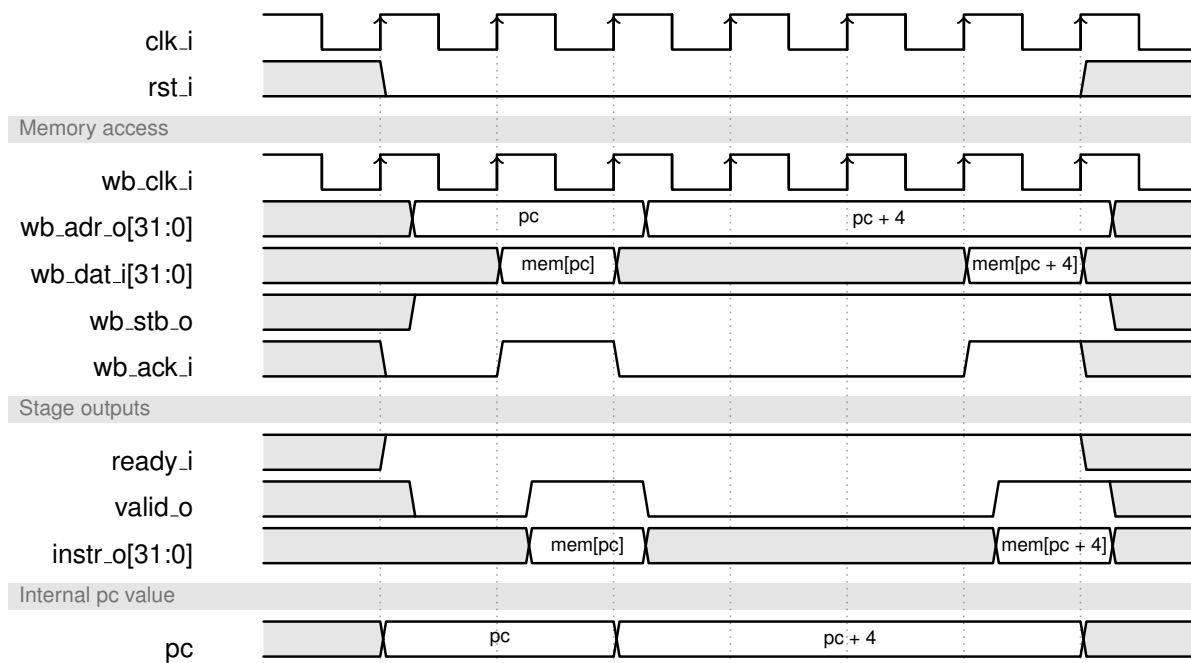 clk_i
rst_i
Memory access
wb_clk_i
wb_adr_o[31:0] pc pc + 4
wb_dat_i[31:0] mem[pc] mem[pc + 4]
wb_stb_o
wb_ack_i
Stage outputs
ready_i
valid_o
instr_o[31:0] mem[pc] mem[pc + 4]
Internal pc value
pc pc pc + 4